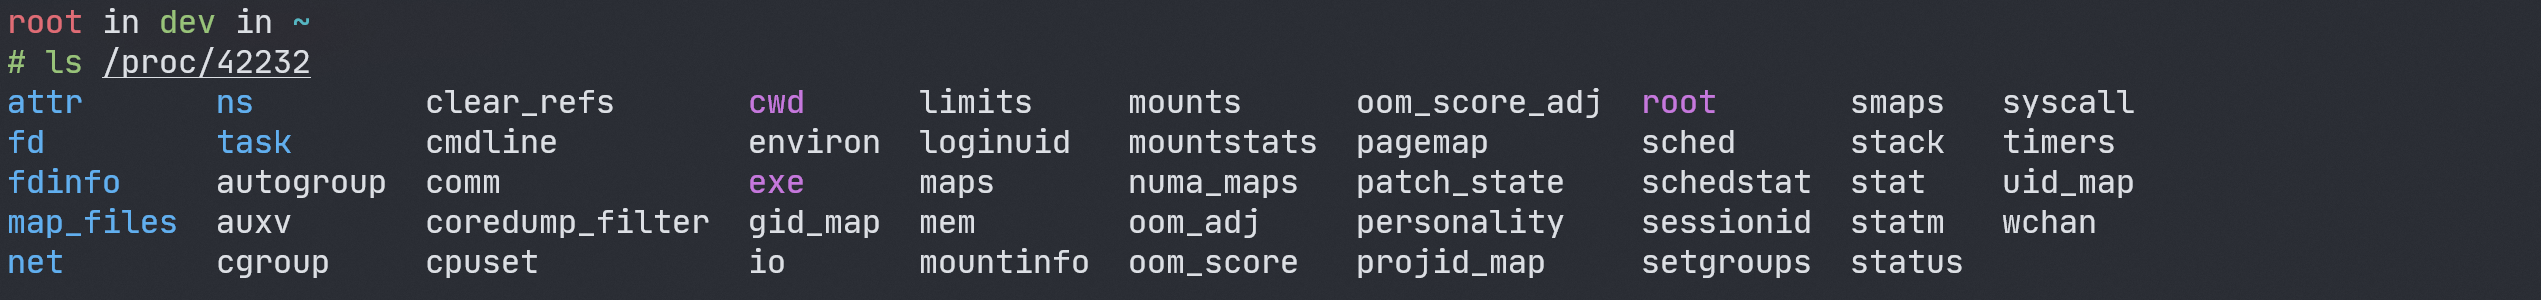 root in dev in ~
# ls /proc/42232
attr       ns         clear_refs       cwd      limits     mounts      oom_score_adj  root       smaps   syscall
fd         task       cmdline          environ  loginuid   mountstats  pagemap        sched      stack   timers
fdinfo     autogroup  comm             exe      maps       numa_maps   patch_state    schedstat  stat    uid_map
map_files  auxv       coredump_filter  gid_map  mem        oom_adj     personality    sessionid  statm   wchan
net        cgroup     cpuset           io       mountinfo  oom_score   projid_map     setgroups  status